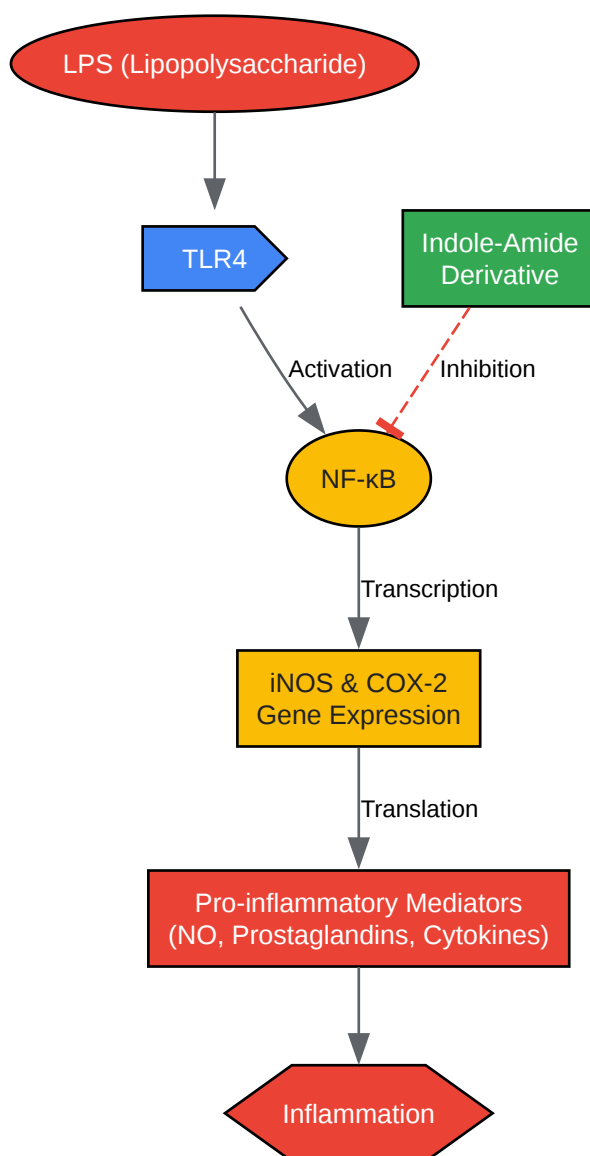 LPS (Lipopolysaccharide)
TLR4
Indole-Amide
Derivative
Activation
Inhibition
NF-κB
Transcription
iNOS & COX-2
Gene Expression
Translation
Pro-inflammatory Mediators
(NO, Prostaglandins, Cytokines)
Inflammation